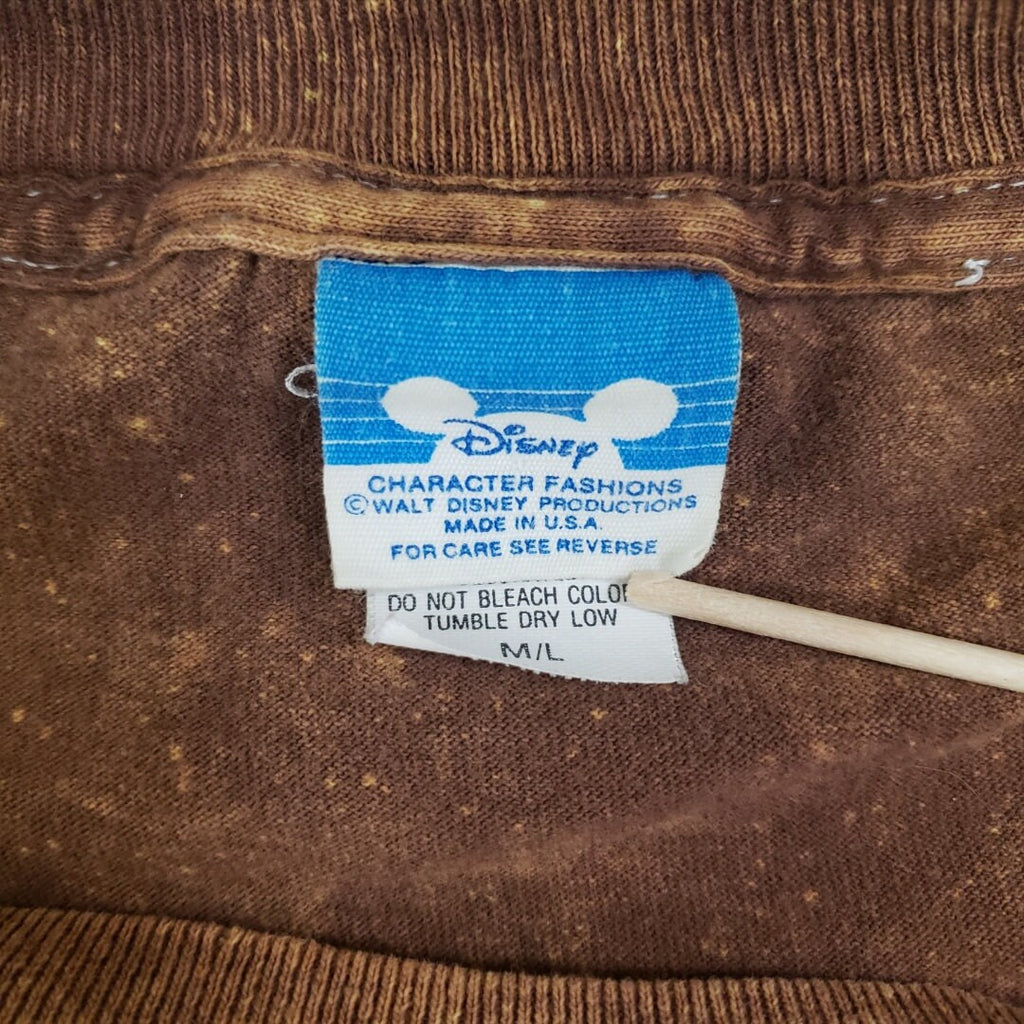 Disney
CHARACTER FASHIONS
©WALT DISNEY PRODUCTIONS
MADE IN U.S.A.
FOR CARE SEE REVERSE
DO NOT BLEACH COLOR
TUMBLE DRY LOW
M/L